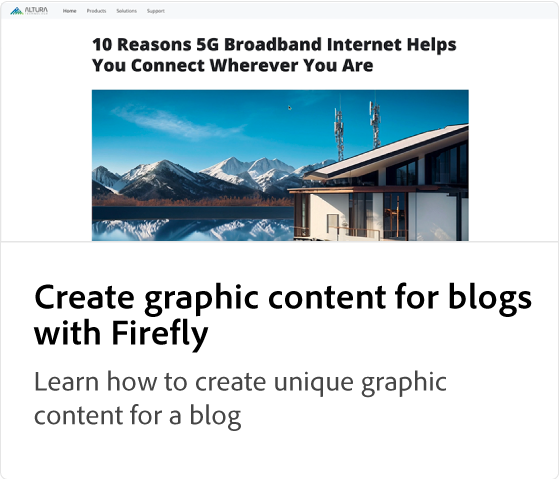 ALTURA
Home Products Solutions Support
10 Reasons 5G Broadband Internet Helps
You Connect Wherever You Are
Create graphic content for blogs
with Firefly
Learn how to create unique graphic
content for a blog